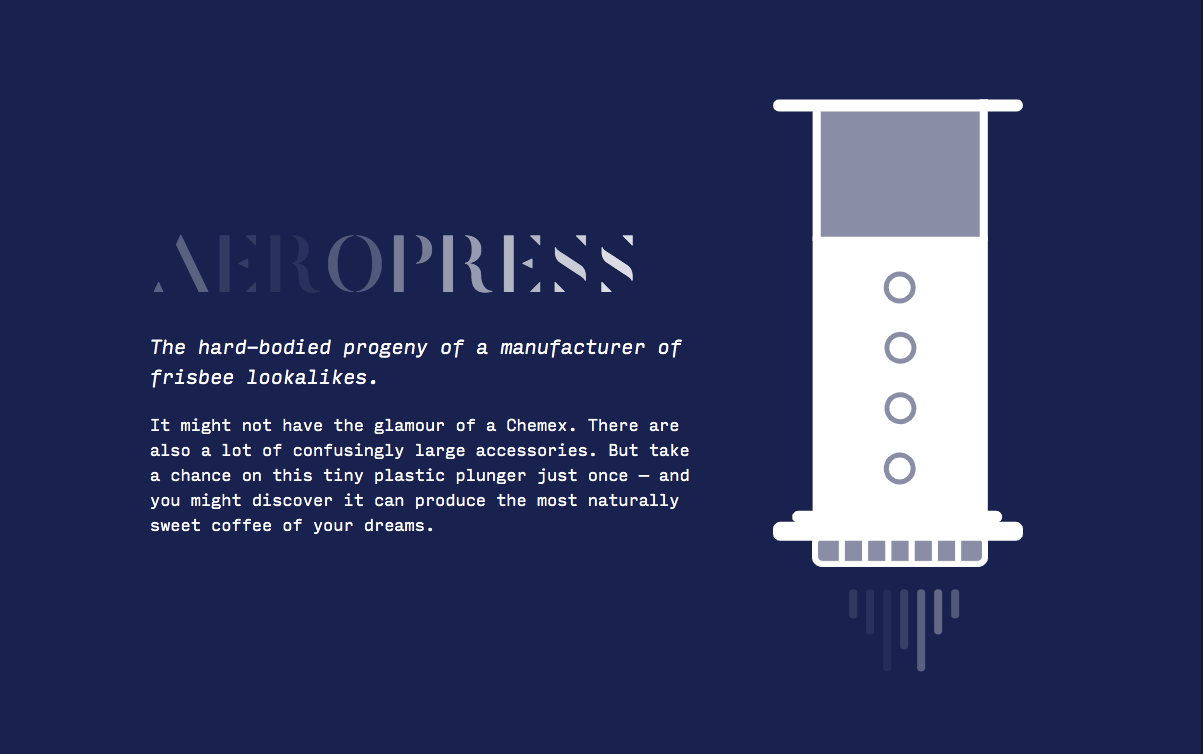 AEROPRESS
The hard–bodied progeny of a manufacturer of
frisbee lookalikes.
It might not have the glamour of a Chemex. There are
also a lot of confusingly large accessories. But take
a chance on this tiny plastic plunger just once — and
you might discover it can produce the most naturally
sweet coffee of your dreams.